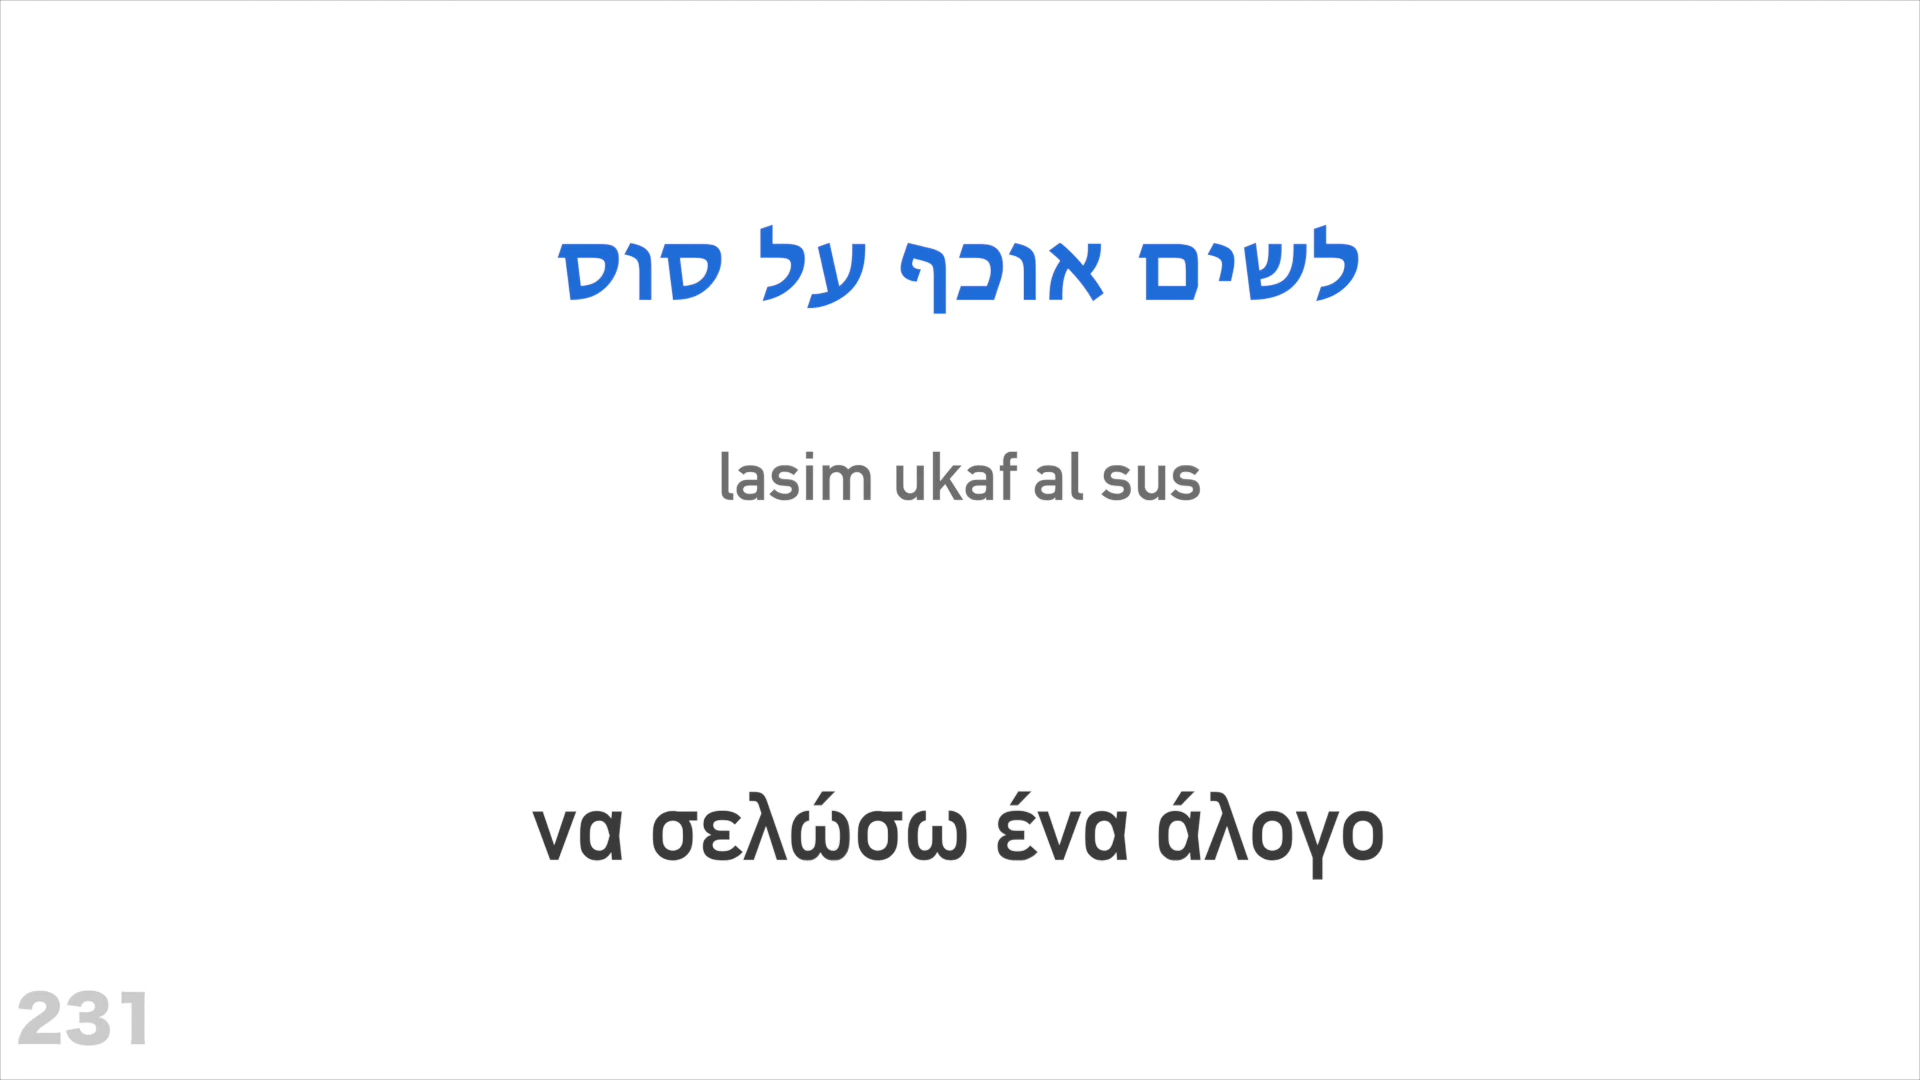 לשים אוכף על סוס
lasim ukaf al sus
να σελώσω ένα άλογο
231